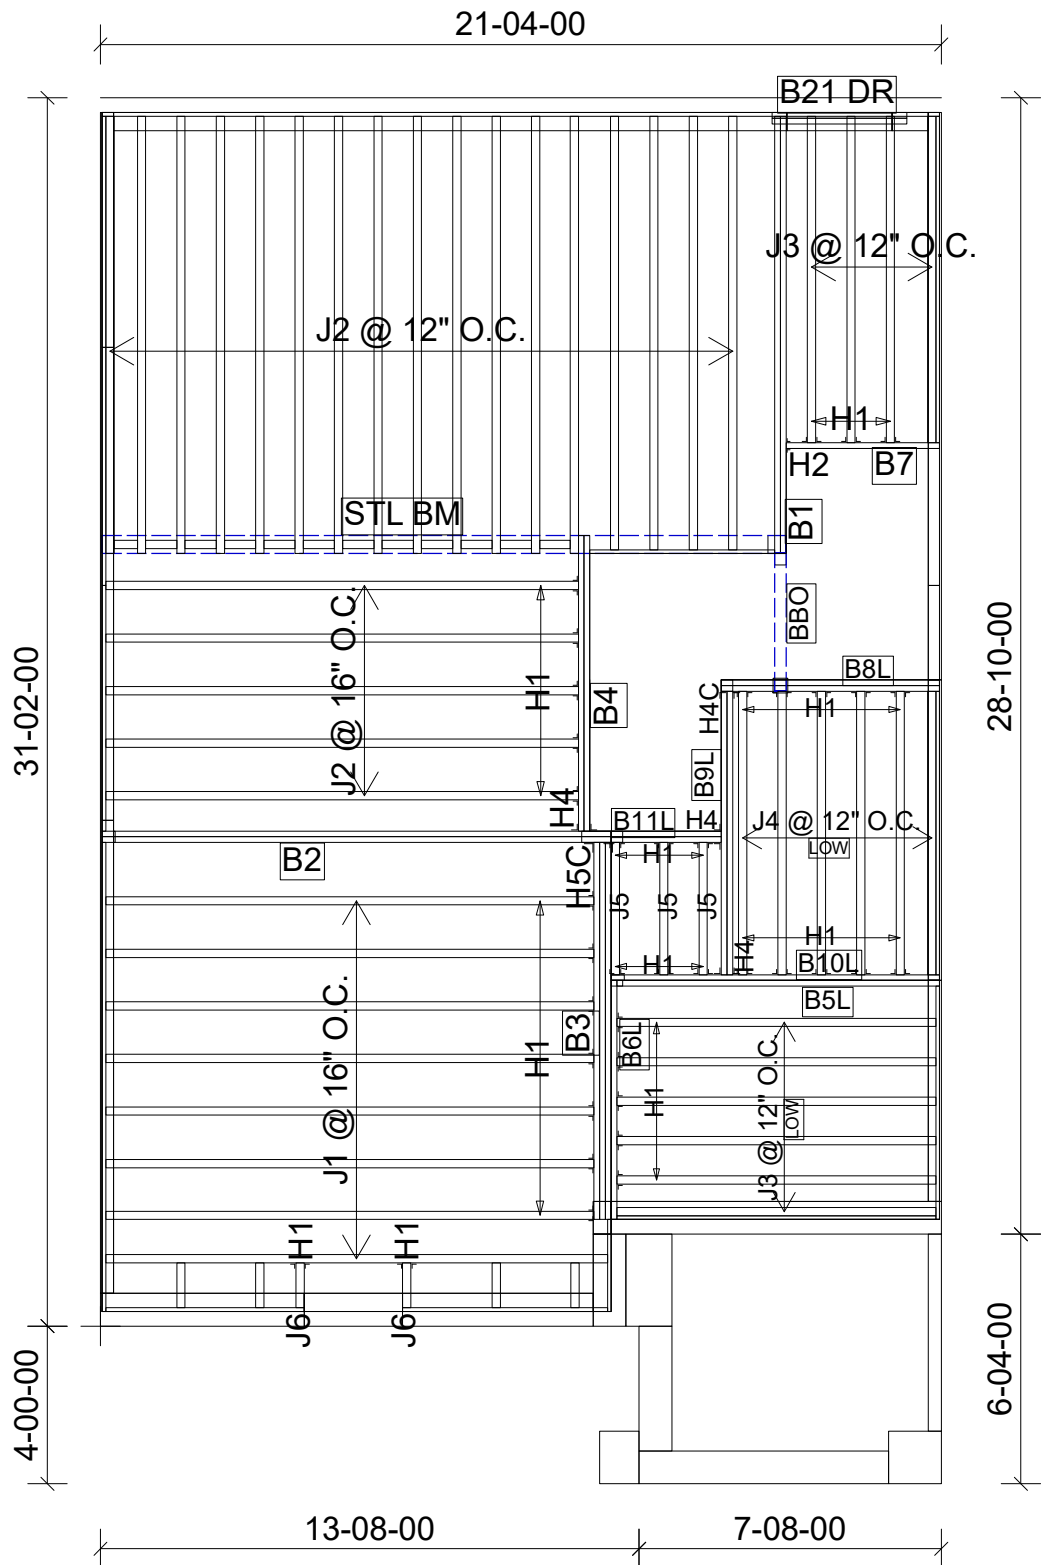 21-04-00
B21 DR
J3 @ 12" O.C.
J2 @ 12" O.C.
H1
H2
B7
STL BM
B1
BBO
31-02-00
28-10-00
J2 @ 16" O.C.
H1
B4
H4C
B8L
H1
B9L
H4
B11L
H4
J4 @ 12" O.C.
LOW
B2
H5C
H1
J5
J5
J5
H1
H4
H1
B10L
B5L
J1 @ 16" O.C.
H1
B3
B6L
H1
J3 @ 12" O.C.
LOW
H1
H1
J6
J6
4-00-00
6-04-00
13-08-00
7-08-00